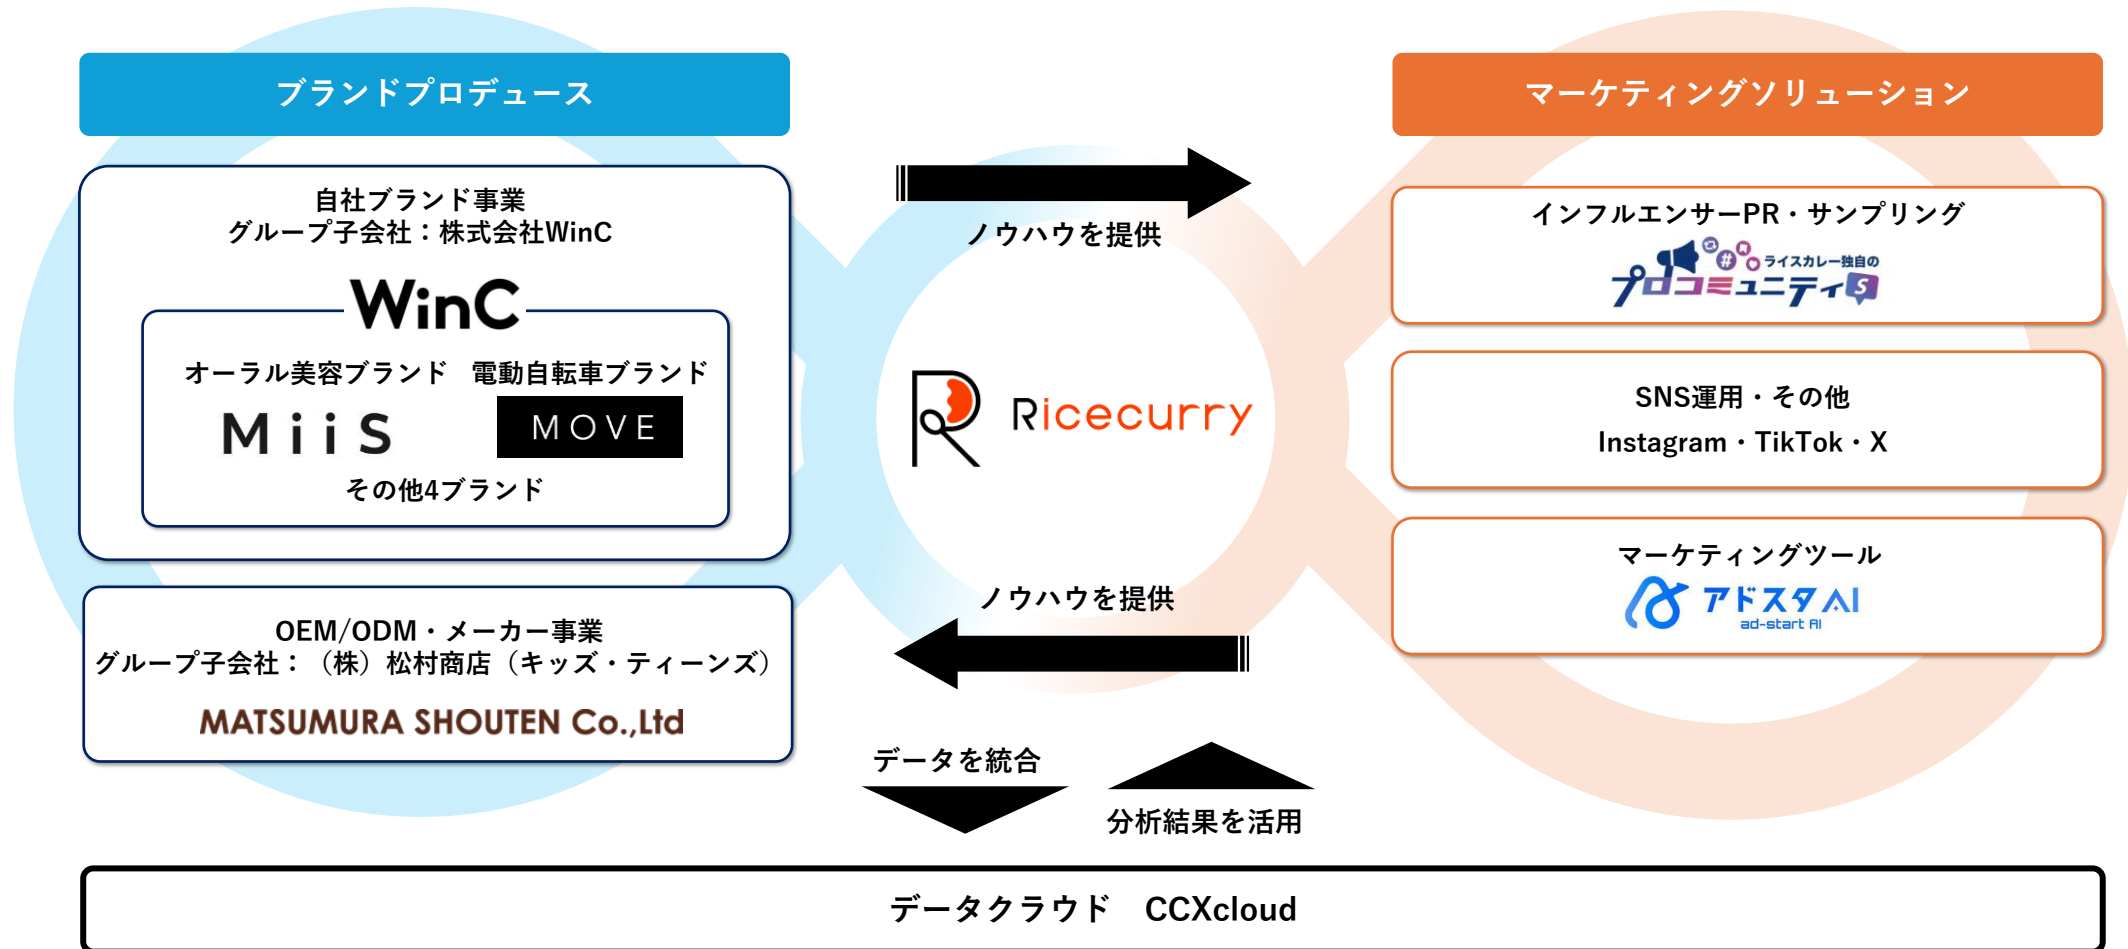 ブランドプロデュース
自社ブランド事業
グループ子会社：株式会社WinC
WinC
オーラル美容ブランド 電動自転車ブランド
MiiS MOVE
その他4ブランド
OEM/ODM・メーカー事業
グループ子会社：（株）松村商店（キッズ・ティーンズ）
MATSUMURA SHOUTEN Co.,Ltd
ノウハウを提供
Ricecurry
ノウハウを提供
データを統合
分析結果を活用
マーケティングソリューション
インフルエンサーPR・サンプリング
ライスカレー独自の
プロコミュニティS
SNS運用・その他
Instagram・TikTok・X
マーケティングツール
アドスタAI
ad-start AI
データクラウド CCXcloud